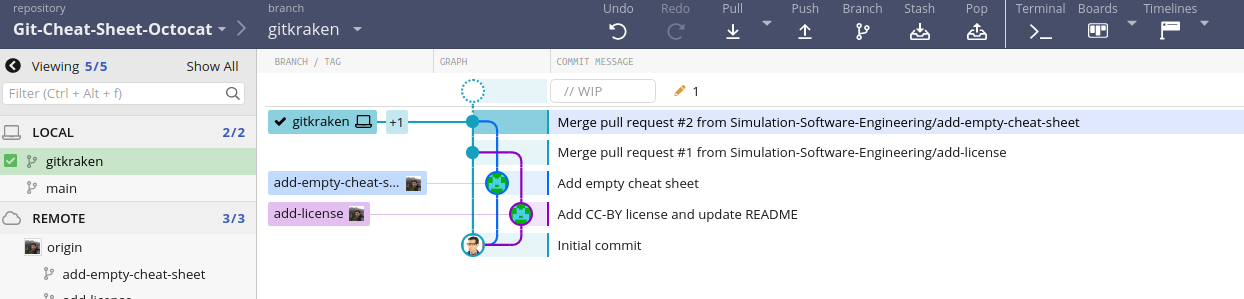 repository
branch
Undo Redo Pull Push Branch Stash Pop Terminal Boards Timelines
Git-Cheat-Sheet-Octocat
gitkraken
Viewing 5/5 Show All
BRANCH / TAG GRAPH COMMIT MESSAGE
Filter (Ctrl + Alt + f)
// WIP 1
LOCAL 2/2
gitkraken +1 Merge pull request #2 from Simulation-Software-Engineering/add-empty-cheat-sheet
gitkraken
Merge pull request #1 from Simulation-Software-Engineering/add-license
main
add-empty-cheat-s... Add empty cheat sheet
REMOTE 3/3
add-license Add CC-BY license and update README
origin
Initial commit
add-empty-cheat-sheet
add-license